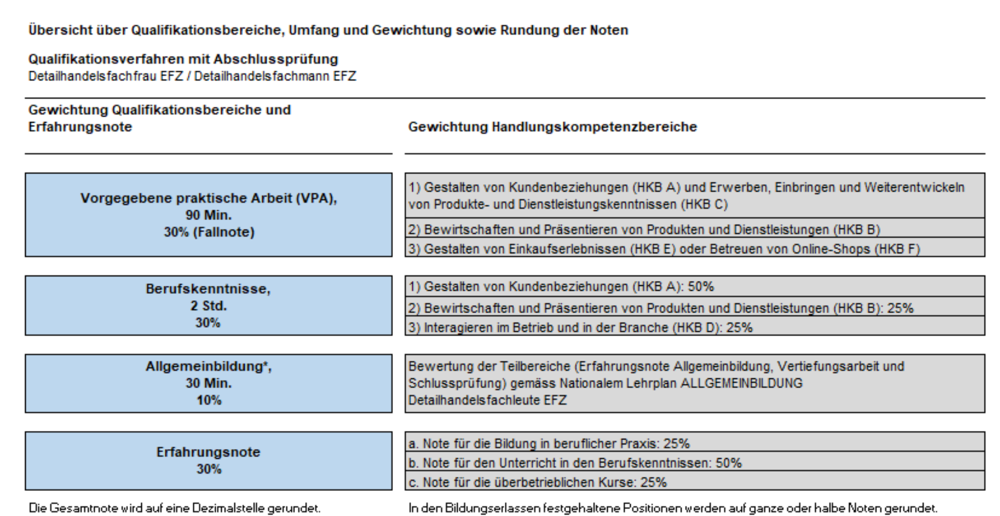 Übersicht über Qualifikationsbereiche, Umfang und Gewichtung sowie Rundung der Noten
Qualifikationsverfahren mit Abschlussprüfung
Detailhandelsfachfrau EFZ / Detailhandelsfachmann EFZ
Gewichtung Qualifikationsbereiche und
Erfahrungsnote
Gewichtung Handlungskompetenzbereiche
Vorgegebene praktische Arbeit (VPA),
90 Min.
30% (Fallnote)
1) Gestalten von Kundenbeziehungen (HKB A) und Erwerben, Einbringen und Weiterentwickeln
von Produkte- und Dienstleistungskenntnissen (HKB C)
2) Bewirtschaften und Präsentieren von Produkten und Dienstleistungen (HKB B)
3) Gestalten von Einkaufserlebnissen (HKB E) oder Betreuen von Online-Shops (HKB F)
Berufskenntnisse,
2 Std.
30%
1) Gestalten von Kundenbeziehungen (HKB A): 50%
2) Bewirtschaften und Präsentieren von Produkten und Dienstleistungen (HKB B): 25%
3) Interagieren im Betrieb und in der Branche (HKB D): 25%
Allgemeinbildung*,
30 Min.
10%
Bewertung der Teilbereiche (Erfahrungsnote Allgemeinbildung, Vertiefungsarbeit und
Schlussprüfung) gemäss Nationalem Lehrplan ALLGEMEINBILDUNG
Detailhandelsfachleute EFZ
Erfahrungsnote
30%
a. Note für die Bildung in beruflicher Praxis: 25%
b. Note für den Unterricht in den Berufskenntnissen: 50%
c. Note für die überbetrieblichen Kurse: 25%
Die Gesamtnote wird auf eine Dezimalstelle gerundet.
In den Bildungserlassen festgehaltene Positionen werden auf ganze oder halbe Noten gerundet.